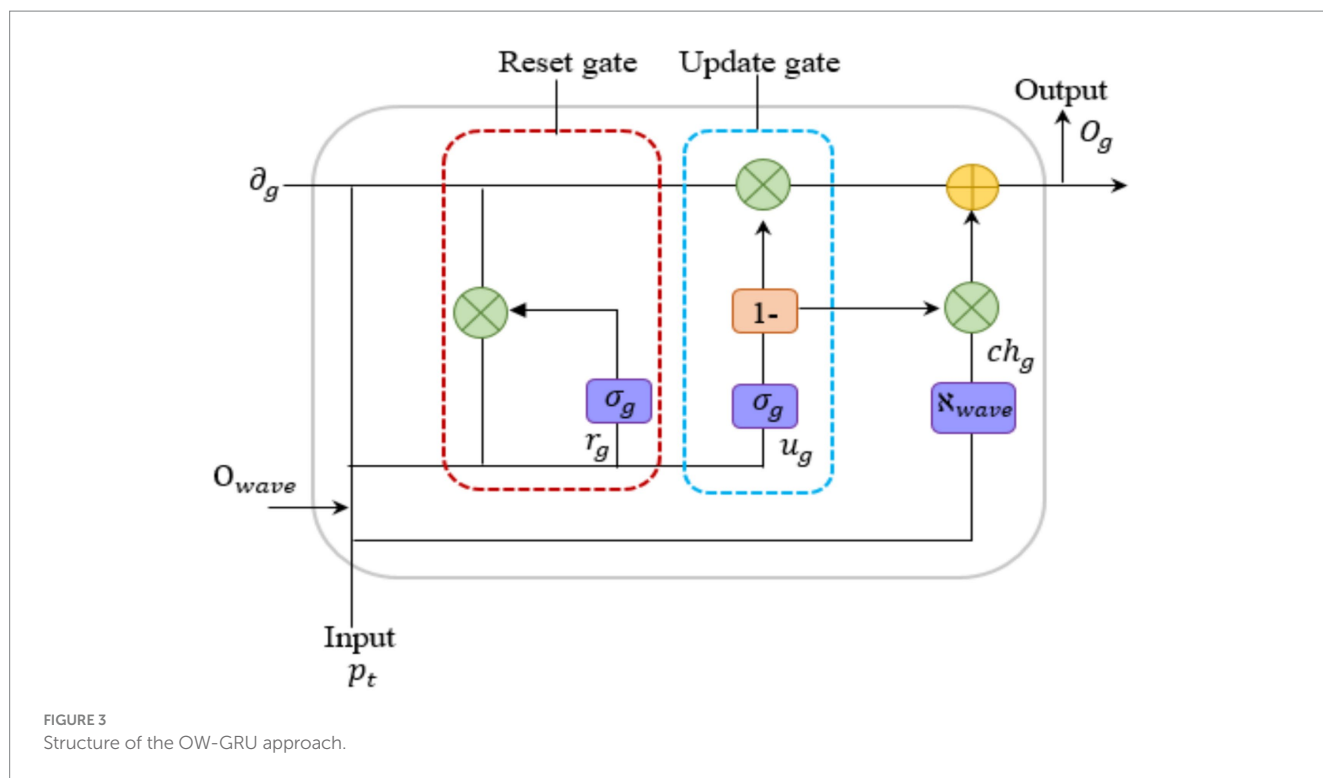 Reset gate
Update gate
Output
O_g
∂_g
1-
ch_g
σ_g
σ_g
ℵ_wave
r_g
u_g
O_wave
Input
p_t
FIGURE 3
Structure of the OW-GRU approach.